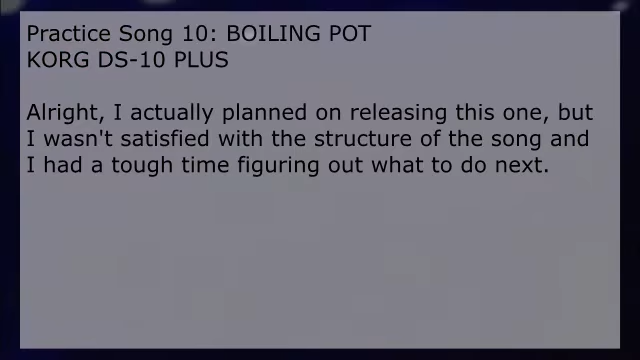 Practice Song 10: BOILING POT
KORG DS-10 PLUS
Alright, I actually planned on releasing this one, but
I wasn't satisfied with the structure of the song and
I had a tough time figuring out what to do next.